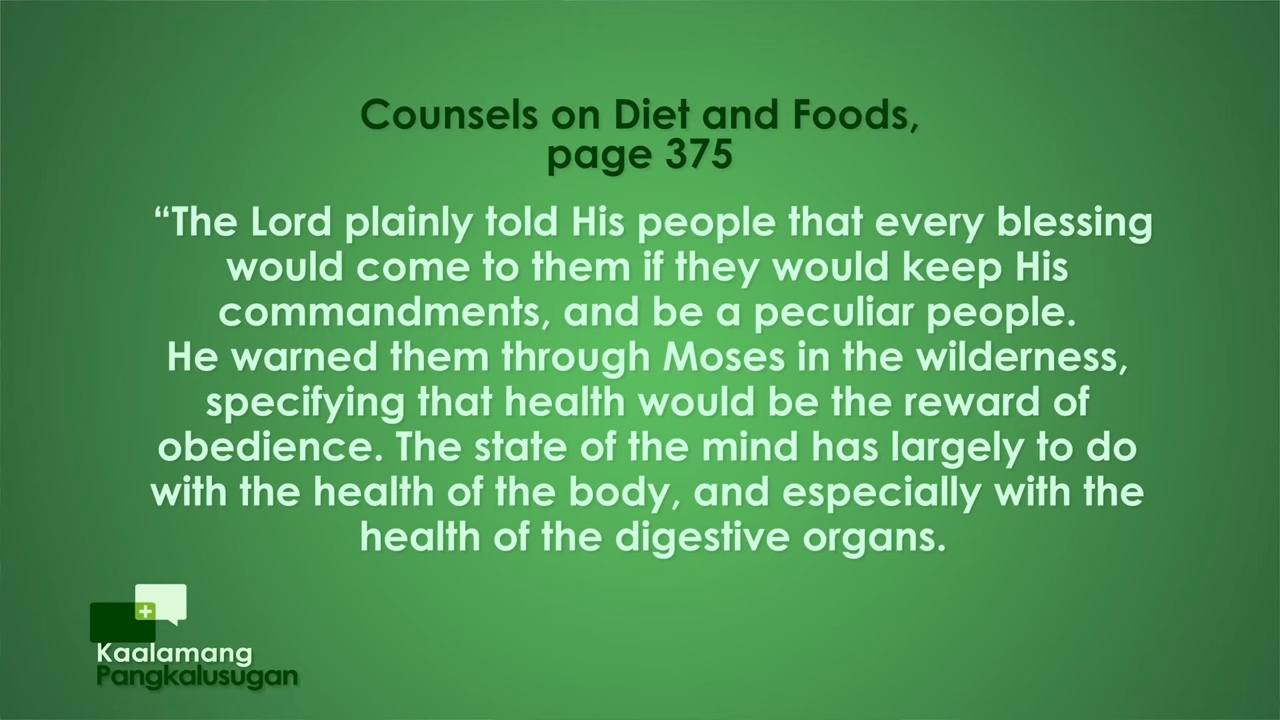 Counsels on Diet and Foods,
page 375
“The Lord plainly told His people that every blessing
would come to them if they would keep His
commandments, and be a peculiar people.
He warned them through Moses in the wilderness,
specifying that health would be the reward of
obedience. The state of the mind has largely to do
with the health of the body, and especially with the
health of the digestive organs.
Kaalamang
Pangkalusugan